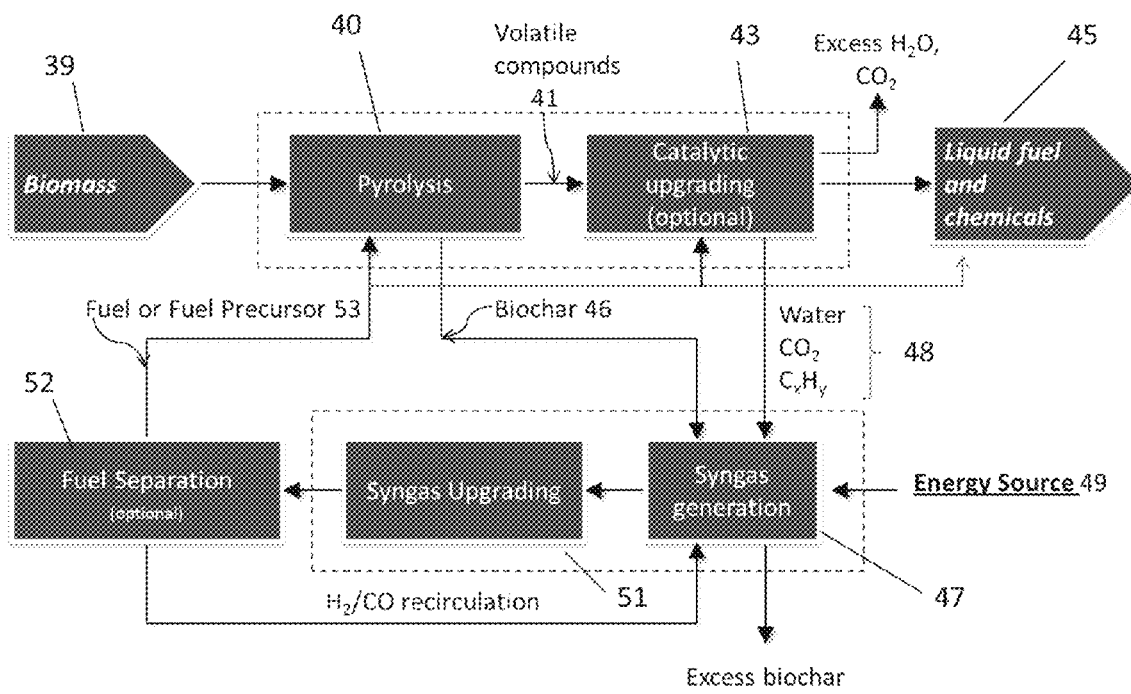 39
40
Volatile
compounds
41
43
Excess H₂O,
CO₂
45
Biomass
Pyrolysis
Catalytic
upgrading
(optional)
Liquid fuel
and
chemicals
Fuel or Fuel Precursor 53
Biochar 46
Water
CO₂
CₓHᵧ
48
52
Fuel Separation
(optional)
Syngas Upgrading
Syngas
generation
Energy Source 49
H₂/CO recirculation
51
47
Excess biochar